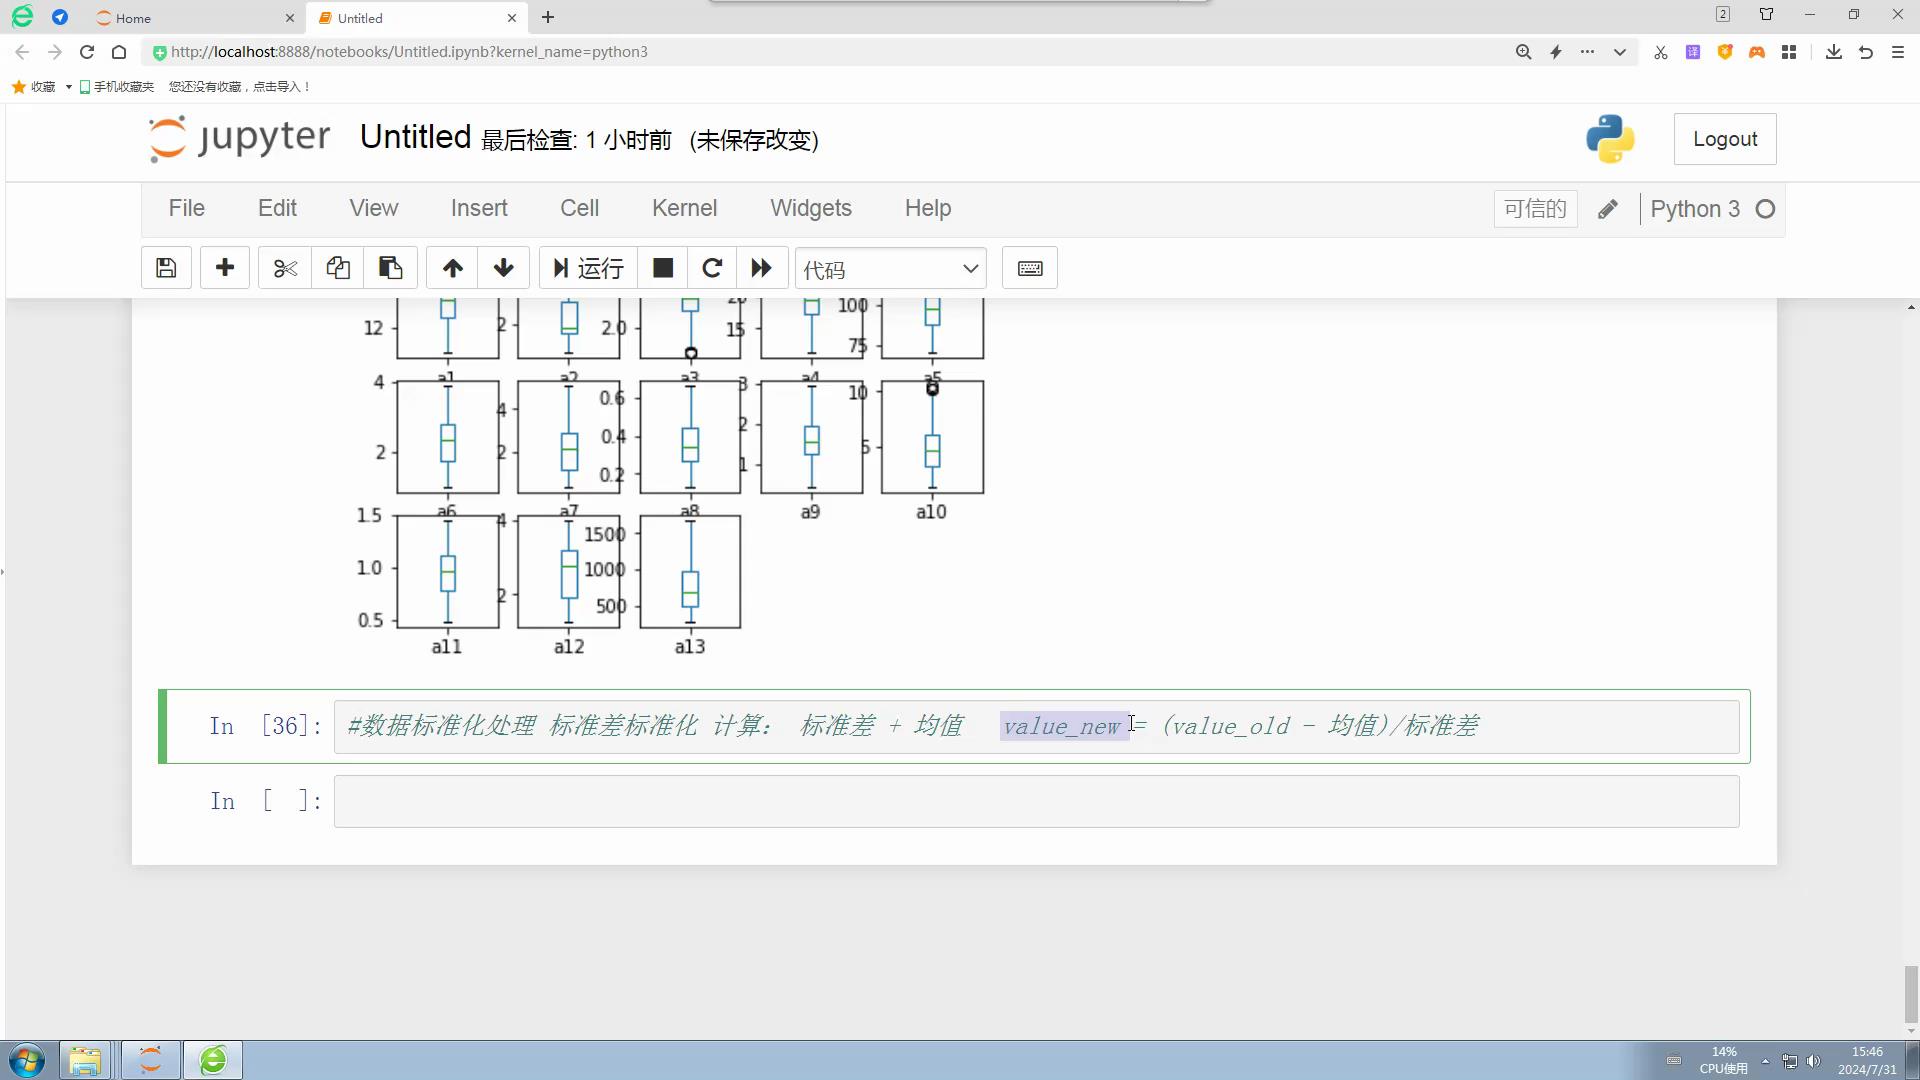 Home
Untitled
2
http://localhost:8888/notebooks/Untitled.ipynb?kernel_name=python3
译
收藏
手机收藏夹
您还没有收藏，点击导入！
jupyter
Untitled 最后检查: 1 小时前 (未保存改变)
Logout
File Edit View Insert Cell Kernel Widgets Help
可信的
Python 3
运行
代码
12 2 2.0 20 15 100 75
a1 a2 a3 a4 a5
4 2 4 2 0.6 0.4 0.2 3 2 1 10 5
a6 a7 a8 a9 a10
1.5 1.0 0.5 4 2 1500 1000 500
a11 a12 a13
In [36]: #数据标准化处理 标准差标准化 计算： 标准差 + 均值 value_new = (value_old - 均值)/标准差
In [ ]:
14%
CPU使用
15:46
2024/7/31